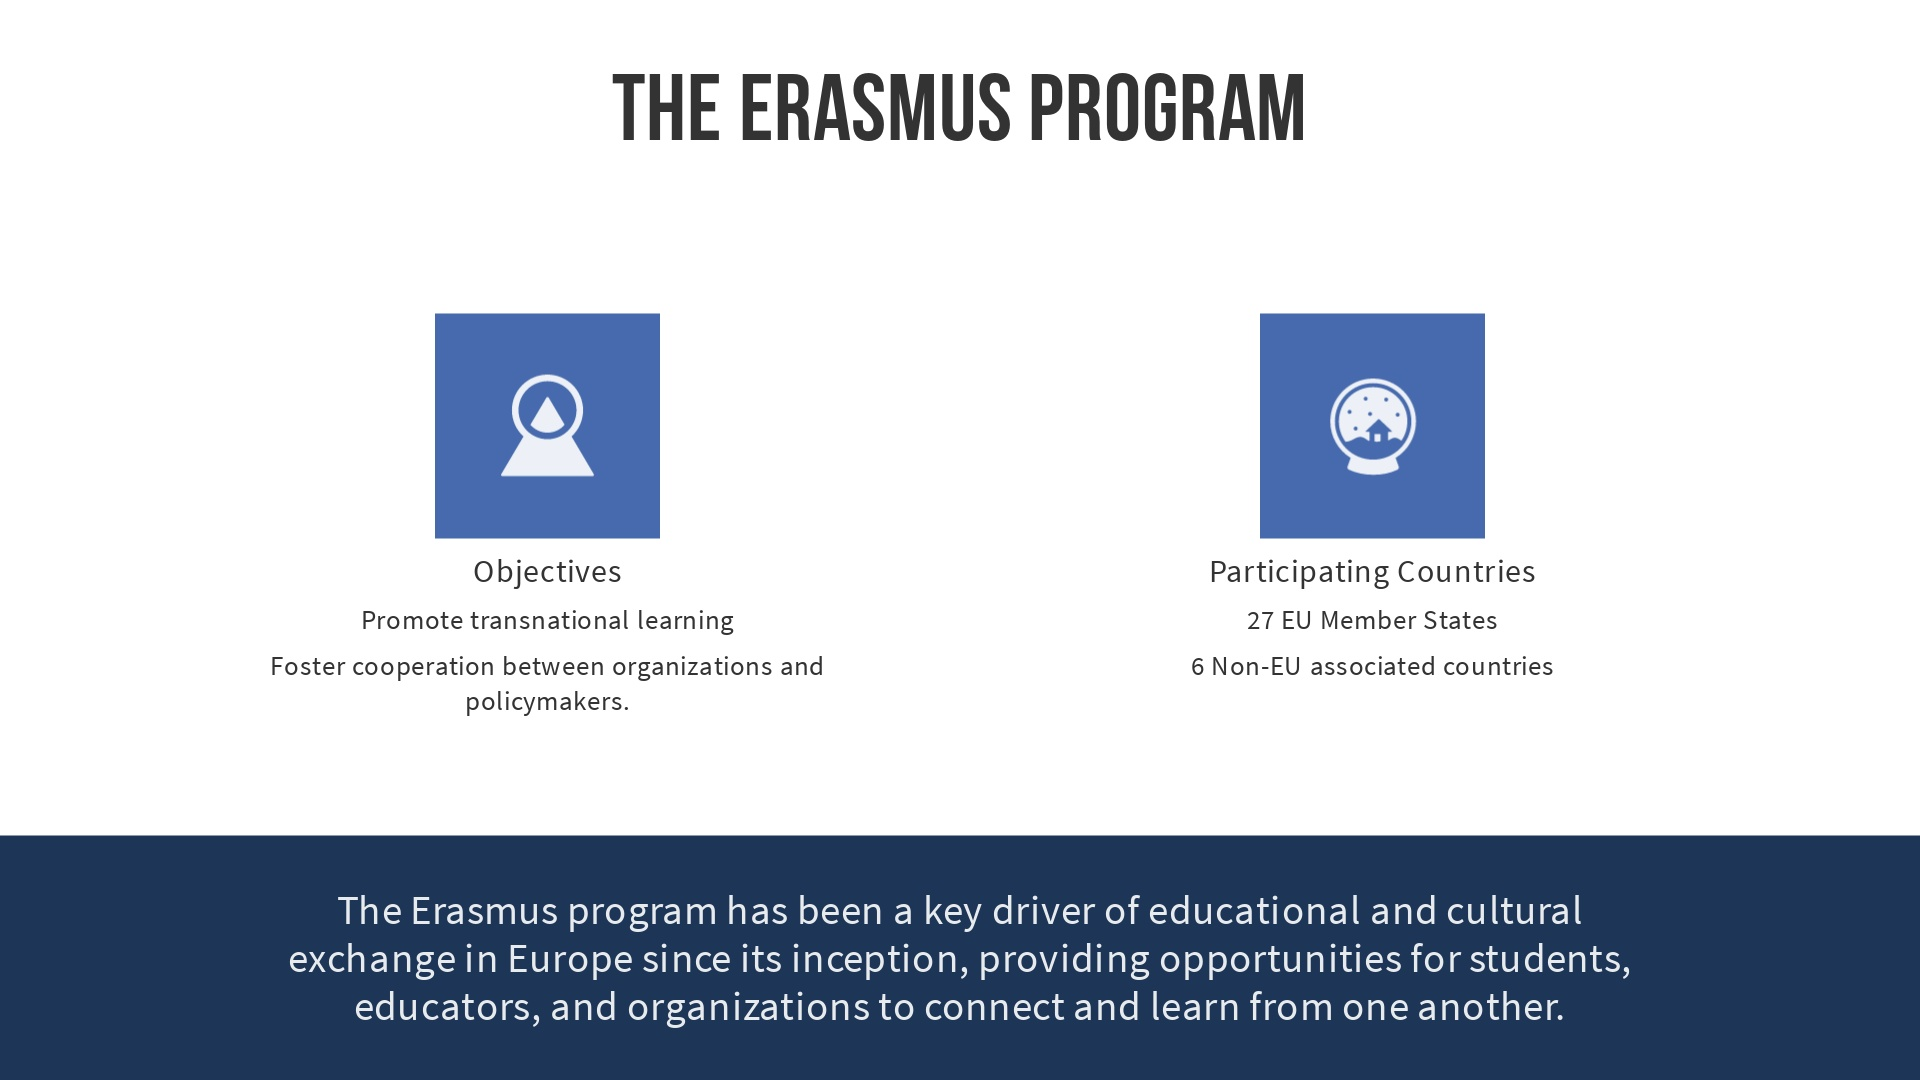 THE ERASMUS PROGRAM
Objectives
Promote transnational learning
Foster cooperation between organizations and
policymakers.
Participating Countries
27 EU Member States
6 Non-EU associated countries
The Erasmus program has been a key driver of educational and cultural
exchange in Europe since its inception, providing opportunities for students,
educators, and organizations to connect and learn from one another.